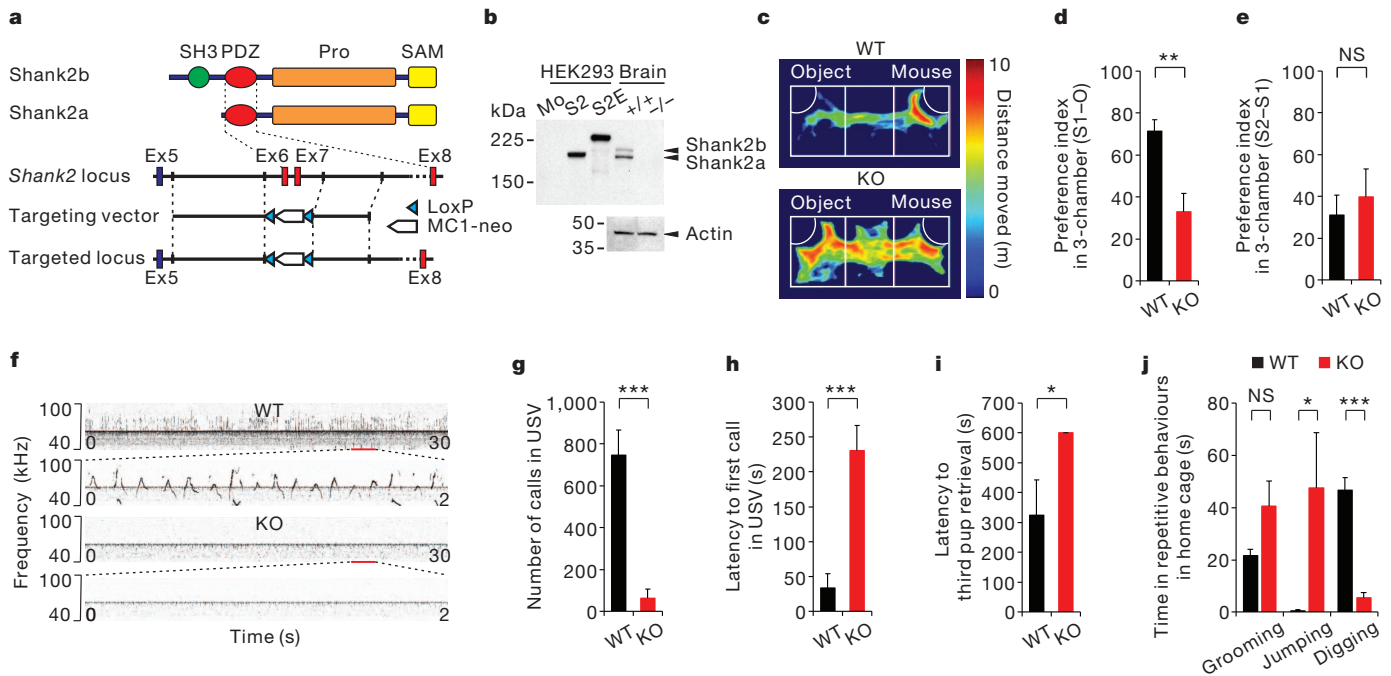 a
SH3 PDZ Pro SAM
Shank2b
Shank2a
Ex5 Ex6 Ex7 Ex8
Shank2 locus
Targeting vector
LoxP
MC1-neo
Targeted locus
Ex5 Ex8
b
HEK293 Brain
Mo S2 S2E +/+ -/-
kDa
225
150
Shank2b
Shank2a
50
35
Actin
c
WT
Object Mouse
KO
Object Mouse
10
Distance moved (m)
0
d
**
Preference index
in 3-chamber (S1–O)
100
80
60
40
20
0
WT KO
e
NS
Preference index
in 3-chamber (S2–S1)
100
80
60
40
20
0
WT KO
f
Frequency (kHz)
100
40
WT
0 30
100
40
0 2
100
40
KO
0 30
100
40
0 2
Time (s)
g
***
Number of calls in USV
1,000
800
600
400
200
0
WT KO
h
***
Latency to first call
in USV (s)
300
250
200
150
100
50
0
WT KO
i
*
Latency to
third pup retrieval (s)
700
600
500
400
300
200
100
0
WT KO
j
WT KO
NS * ***
Time in repetitive behaviours
in home cage (s)
80
60
40
20
0
Grooming Jumping Digging